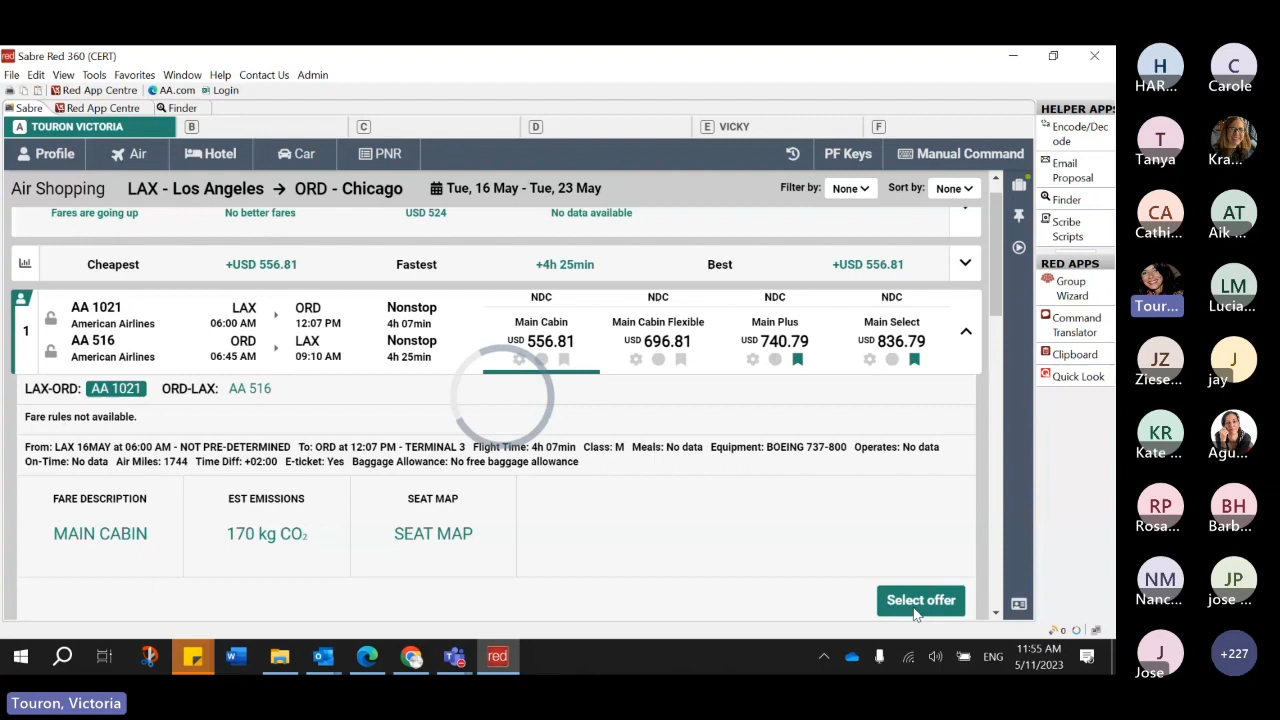 red Sabre Red 360 (CERT)
File Edit View Tools Favorites Window Help Contact Us Admin
Red App Centre AA.com Login
Sabre Red App Centre Finder
A TOURON VICTORIA B C D E VICKY F
Profile Air Hotel Car PNR PF Keys Manual Command
Air Shopping LAX - Los Angeles → ORD - Chicago Tue, 16 May - Tue, 23 May Filter by: None Sort by: None
Fares are going up No better fares USD 524 No data available
Cheapest +USD 556.81 Fastest +4h 25min Best +USD 556.81
1
AA 1021 LAX ORD Nonstop
American Airlines 06:00 AM 12:07 PM 4h 07min
AA 516 ORD LAX Nonstop
American Airlines 06:45 AM 09:10 AM 4h 25min
NDC NDC NDC NDC
Main Cabin Main Cabin Flexible Main Plus Main Select
USD 556.81 USD 696.81 USD 740.79 USD 836.79
LAX-ORD: AA 1021 ORD-LAX: AA 516
Fare rules not available.
From: LAX 16MAY at 06:00 AM - NOT PRE-DETERMINED To: ORD at 12:07 PM - TERMINAL 3 Flight Time: 4h 07min Class: M Meals: No data Equipment: BOEING 737-800 Operates: No data
On-Time: No data Air Miles: 1744 Time Diff: +02:00 E-ticket: Yes Baggage Allowance: No free baggage allowance
FARE DESCRIPTION EST EMISSIONS SEAT MAP
MAIN CABIN 170 kg CO₂ SEAT MAP
Select offer
HELPER APPS
Encode/Dec
ode
Email
Proposal
Finder
Scribe
Scripts
RED APPS
Group
Wizard
Command
Translator
Clipboard
Quick Look
0
W red ENG 11:55 AM
5/11/2023
H C
HAR... Carole
T
Tanya Kra...
CA AT
Cathi... Aik ...
LM
Tour... Lucia...
JZ J
Ziese... jay
KR
Kate ... Agu...
RP BH
Rosa... Barb...
NM JP
Nanc... jose ...
J +227
Jose
Touron, Victoria